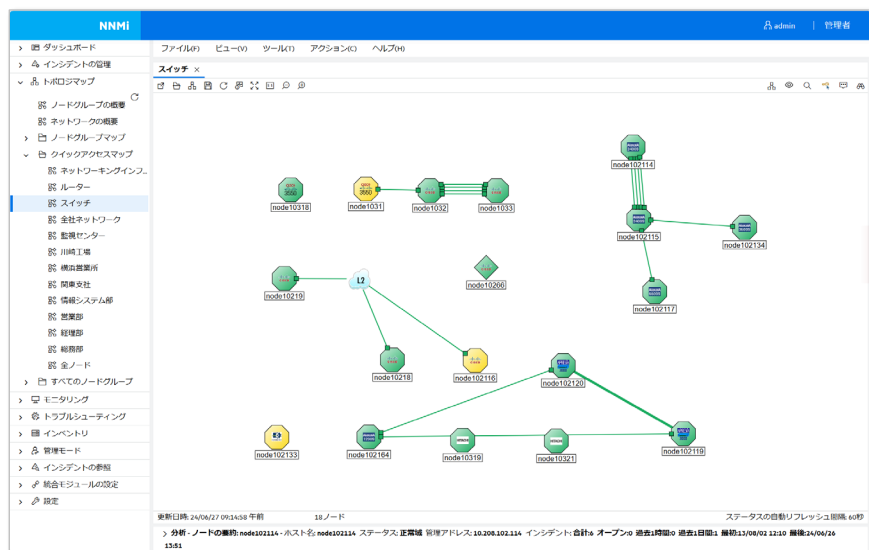 NNMi
admin | 管理者
ダッシュボード
インシデントの管理
トポロジマップ
ノードグループの概要
ネットワークの概要
ノードグループマップ
クイックアクセスマップ
ネットワーキングインフ...
ルーター
スイッチ
全社ネットワーク
監視センター
川崎工場
横浜営業所
関東支社
情報システム部
営業部
経理部
総務部
全ノード
すべてのノードグループ
モニタリング
トラブルシューティング
インベントリ
管理モード
インシデントの参照
統合モジュールの設定
設定
ファイル(F) ビュー(V) ツール(T) アクション(C) ヘルプ(H)
スイッチ ×
node102114
node10318
node1031
node1032
node1033
node102115
node102134
node10266
node10219
L2
node102117
node10218
node102116
node102120
node102133
node102164
node10319
node10321
node102119
更新日時: 24/06/27 09:14:58 午前 18ノード ステータスの自動リフレッシュ間隔: 60秒
分析 - ノードの要約: node102114 - ホスト名: node102114 ステータス: 正常域 管理アドレス: 10.208.102.114 インシデント: 合計:6 オープン:0 過去1時間:0 過去1日間:1 最初:13/08/02 12:10 最後:24/06/26
13:51